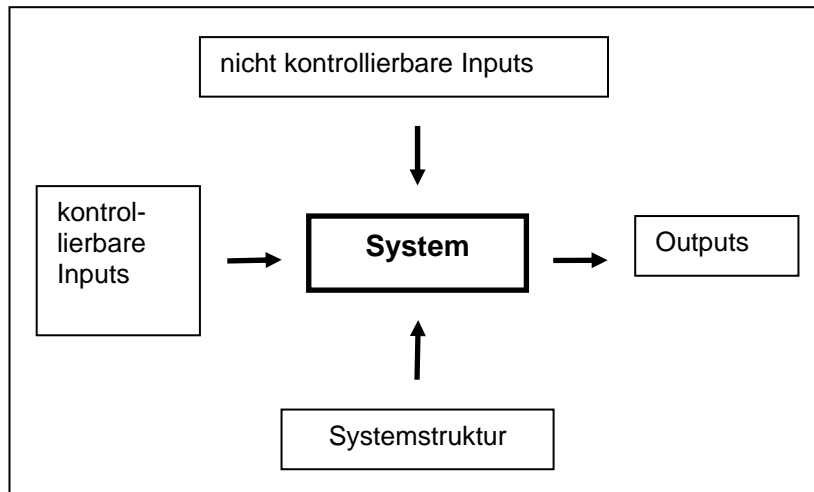 nicht kontrollierbare Inputs
kontrol-
lierbare
Inputs
System
Outputs
Systemstruktur